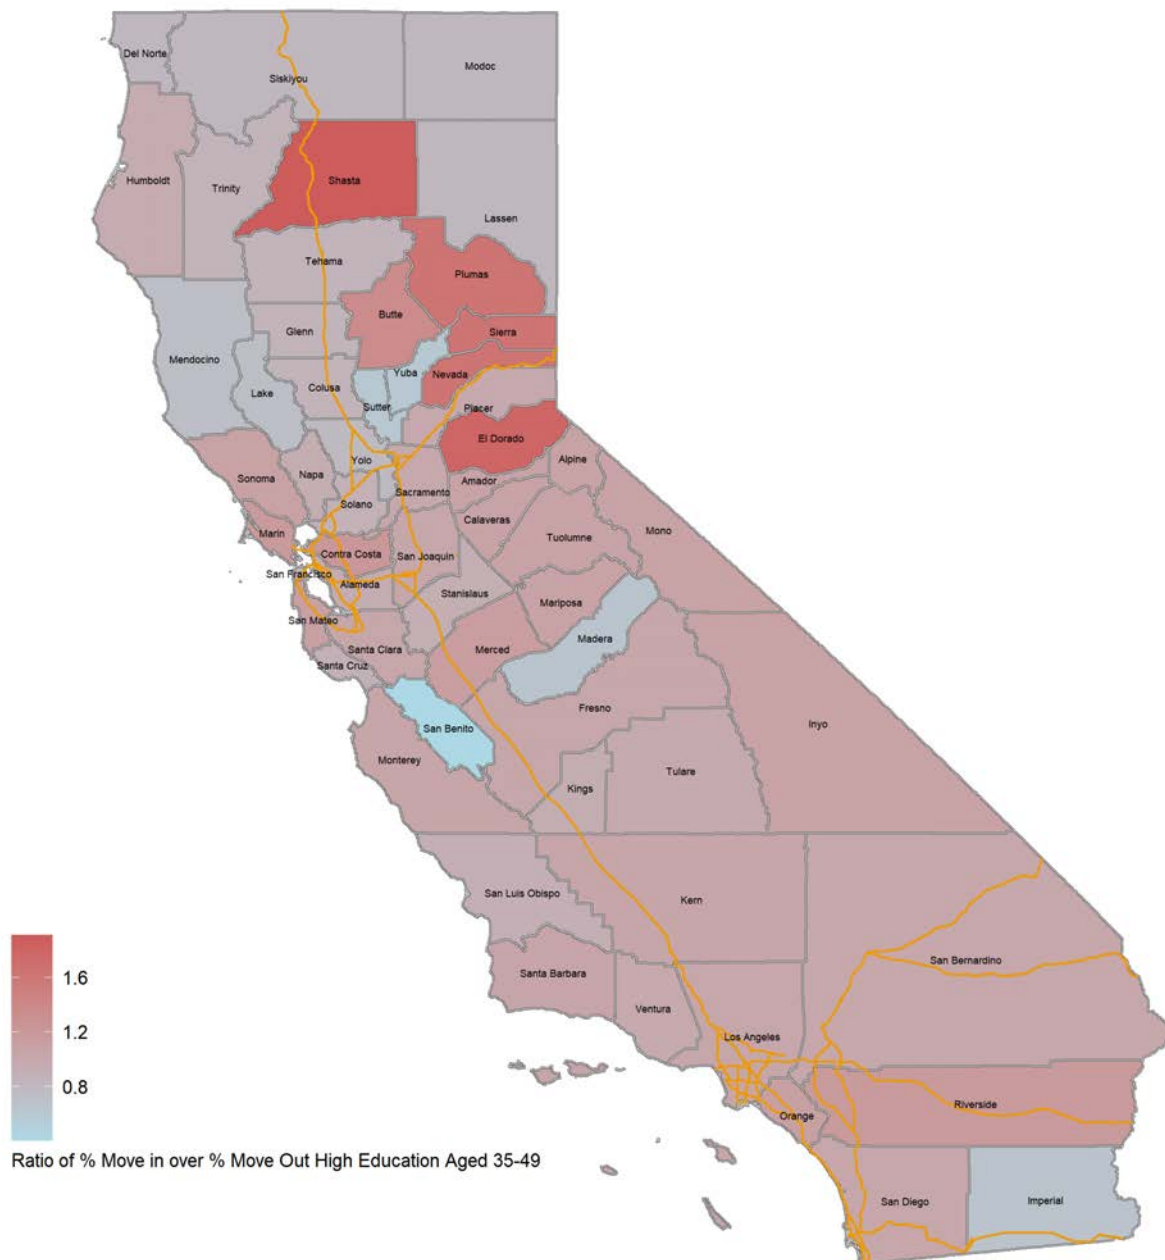 Del Norte
Siskiyou
Modoc
Humboldt
Trinity
Shasta
Lassen
Tehama
Plumas
Butte
Glenn
Sierra
Mendocino
Lake
Colusa
Yuba
Nevada
Sutter
Placer
El Dorado
Yolo
Alpine
Sonoma
Napa
Amador
Sacramento
Solano
Calaveras
Mono
Marin
Tuolumne
Contra Costa
San Joaquin
San Francisco
Alameda
Stanislaus
Mariposa
San Mateo
Madera
Santa Clara
Merced
Santa Cruz
Fresno
Inyo
San Benito
Monterey
Tulare
Kings
San Luis Obispo
Kern
San Bernardino
Santa Barbara
Ventura
Los Angeles
Riverside
Orange
San Diego
Imperial
1.6
1.2
0.8
Ratio of % Move in over % Move Out High Education Aged 35-49